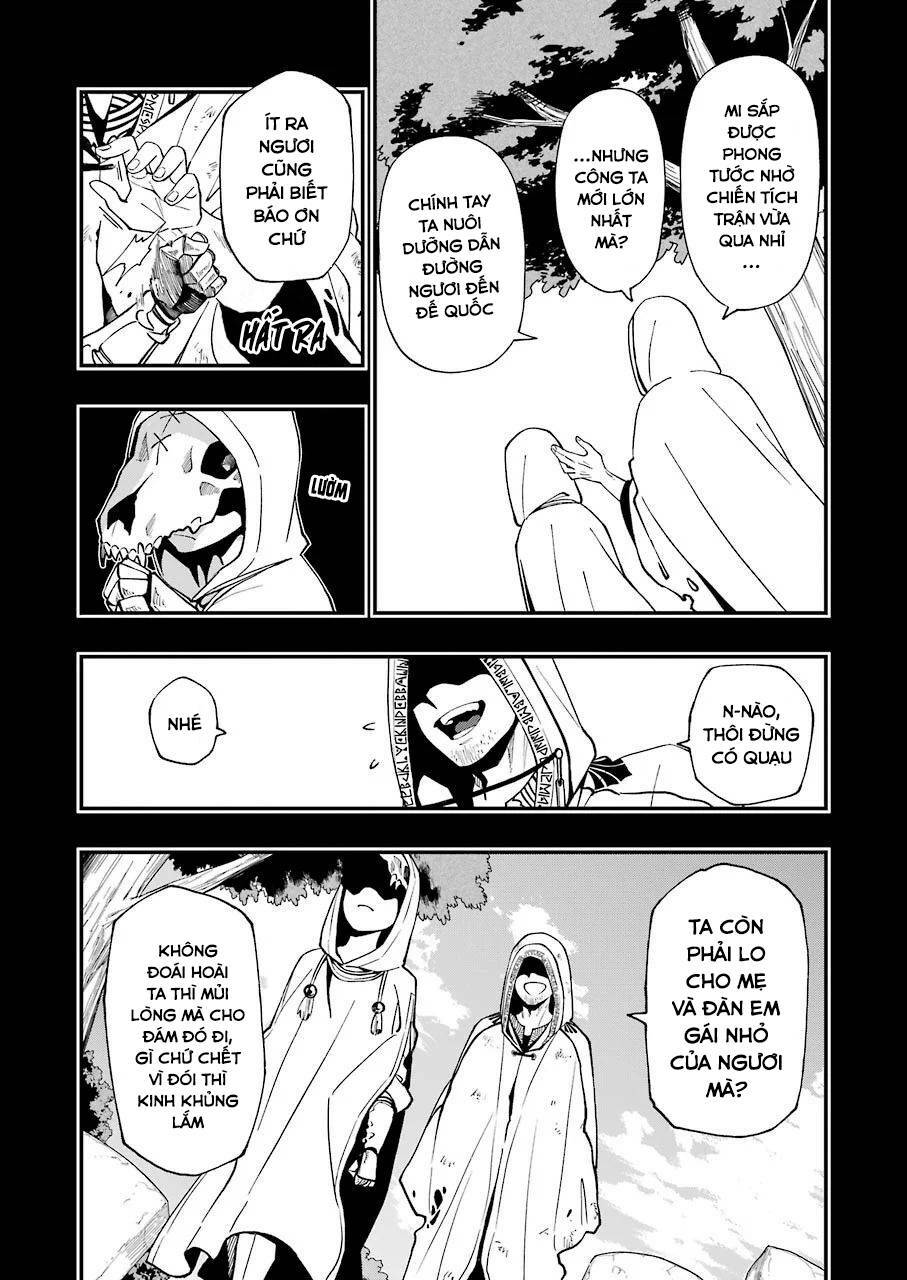 MI SẮP
ĐƯỢC
PHONG
TƯỚC NHỜ
CHIẾN TÍCH
TRẬN VỪA
QUA NHỈ
...
...NHƯNG
CÔNG TA
MỚI LỚN
NHẤT
MÀ?
CHÍNH TAY
TA NUÔI
DƯỠNG DẪN
ĐƯỜNG
NGƯƠI ĐẾN
ĐẾ QUỐC
ÍT RA
NGƯƠI
CŨNG
PHẢI BIẾT
BÁO ƠN
CHỨ
HẤT RA
LƯỜM
N-NÀO,
THÔI ĐỪNG
CÓ QUẠU
NHÉ
TA CÒN
PHẢI LO
CHO MẸ
VÀ ĐÀN EM
GÁI NHỎ
CỦA NGƯƠI
MÀ?
KHÔNG
ĐOÁI HOÀI
TA THÌ MỦI
LÒNG MÀ CHO
ĐÁM ĐÓ ĐI,
GÌ CHỨ CHẾT
VÌ ĐÓI THÌ
KINH KHỦNG
LẮM